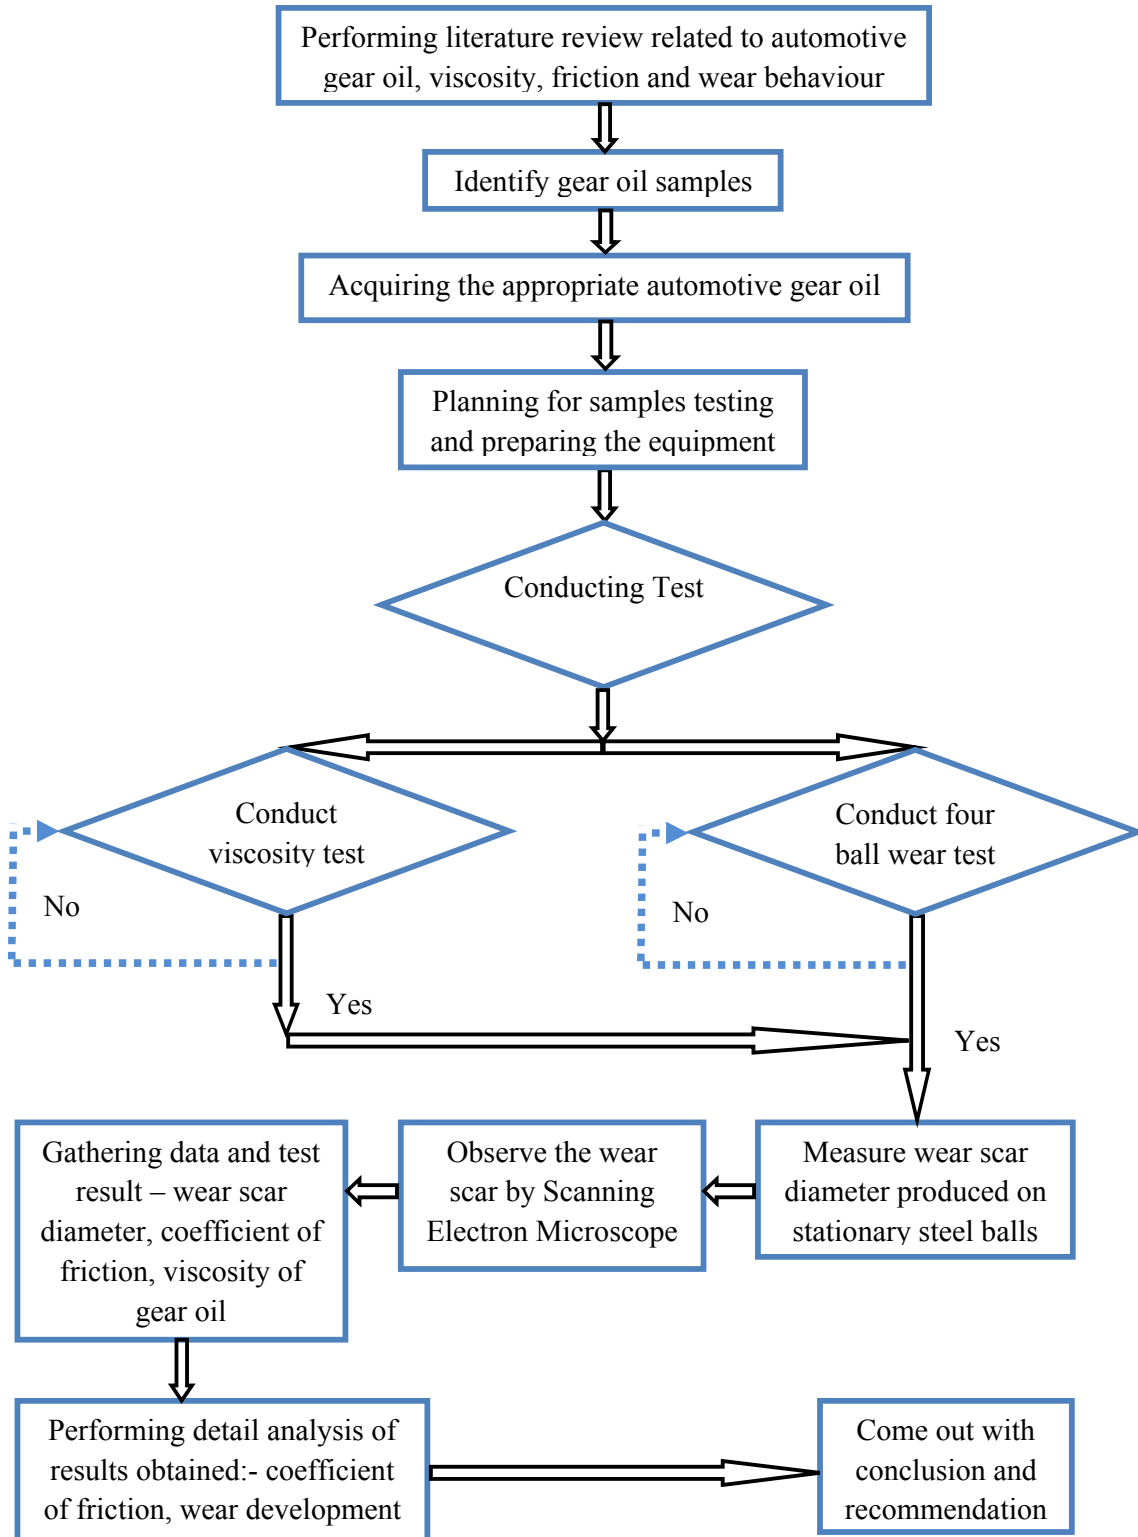 Performing literature review related to automotive
gear oil, viscosity, friction and wear behaviour
Identify gear oil samples
Acquiring the appropriate automotive gear oil
Planning for samples testing
and preparing the equipment
Conducting Test
Conduct
viscosity test
No
Yes
Conduct four
ball wear test
No
Yes
Measure wear scar
diameter produced on
stationary steel balls
Observe the wear
scar by Scanning
Electron Microscope
Gathering data and test
result – wear scar
diameter, coefficient of
friction, viscosity of
gear oil
Performing detail analysis of
results obtained:- coefficient
of friction, wear development
Come out with
conclusion and
recommendation